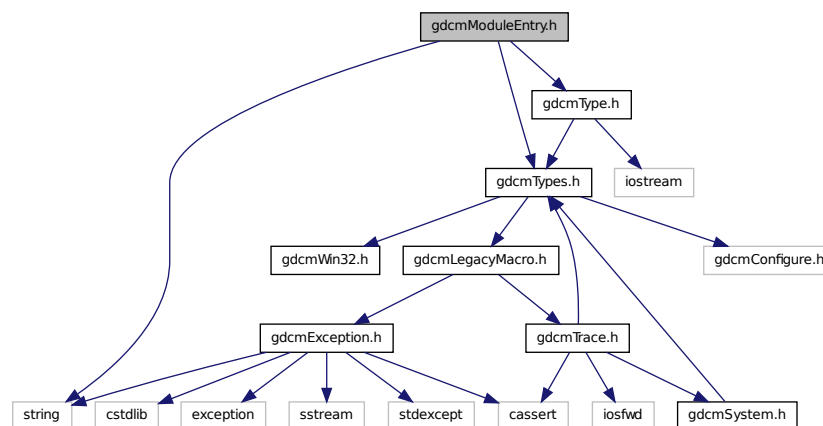 gdcmModuleEntry.h
gdcmType.h
gdcmTypes.h
iostream
gdcmWin32.h
gdcmLegacyMacro.h
gdcmConfigure.h
gdcmException.h
gdcmTrace.h
string
cstdlib
exception
sstream
stdexcept
cassert
iosfwd
gdcmSystem.h